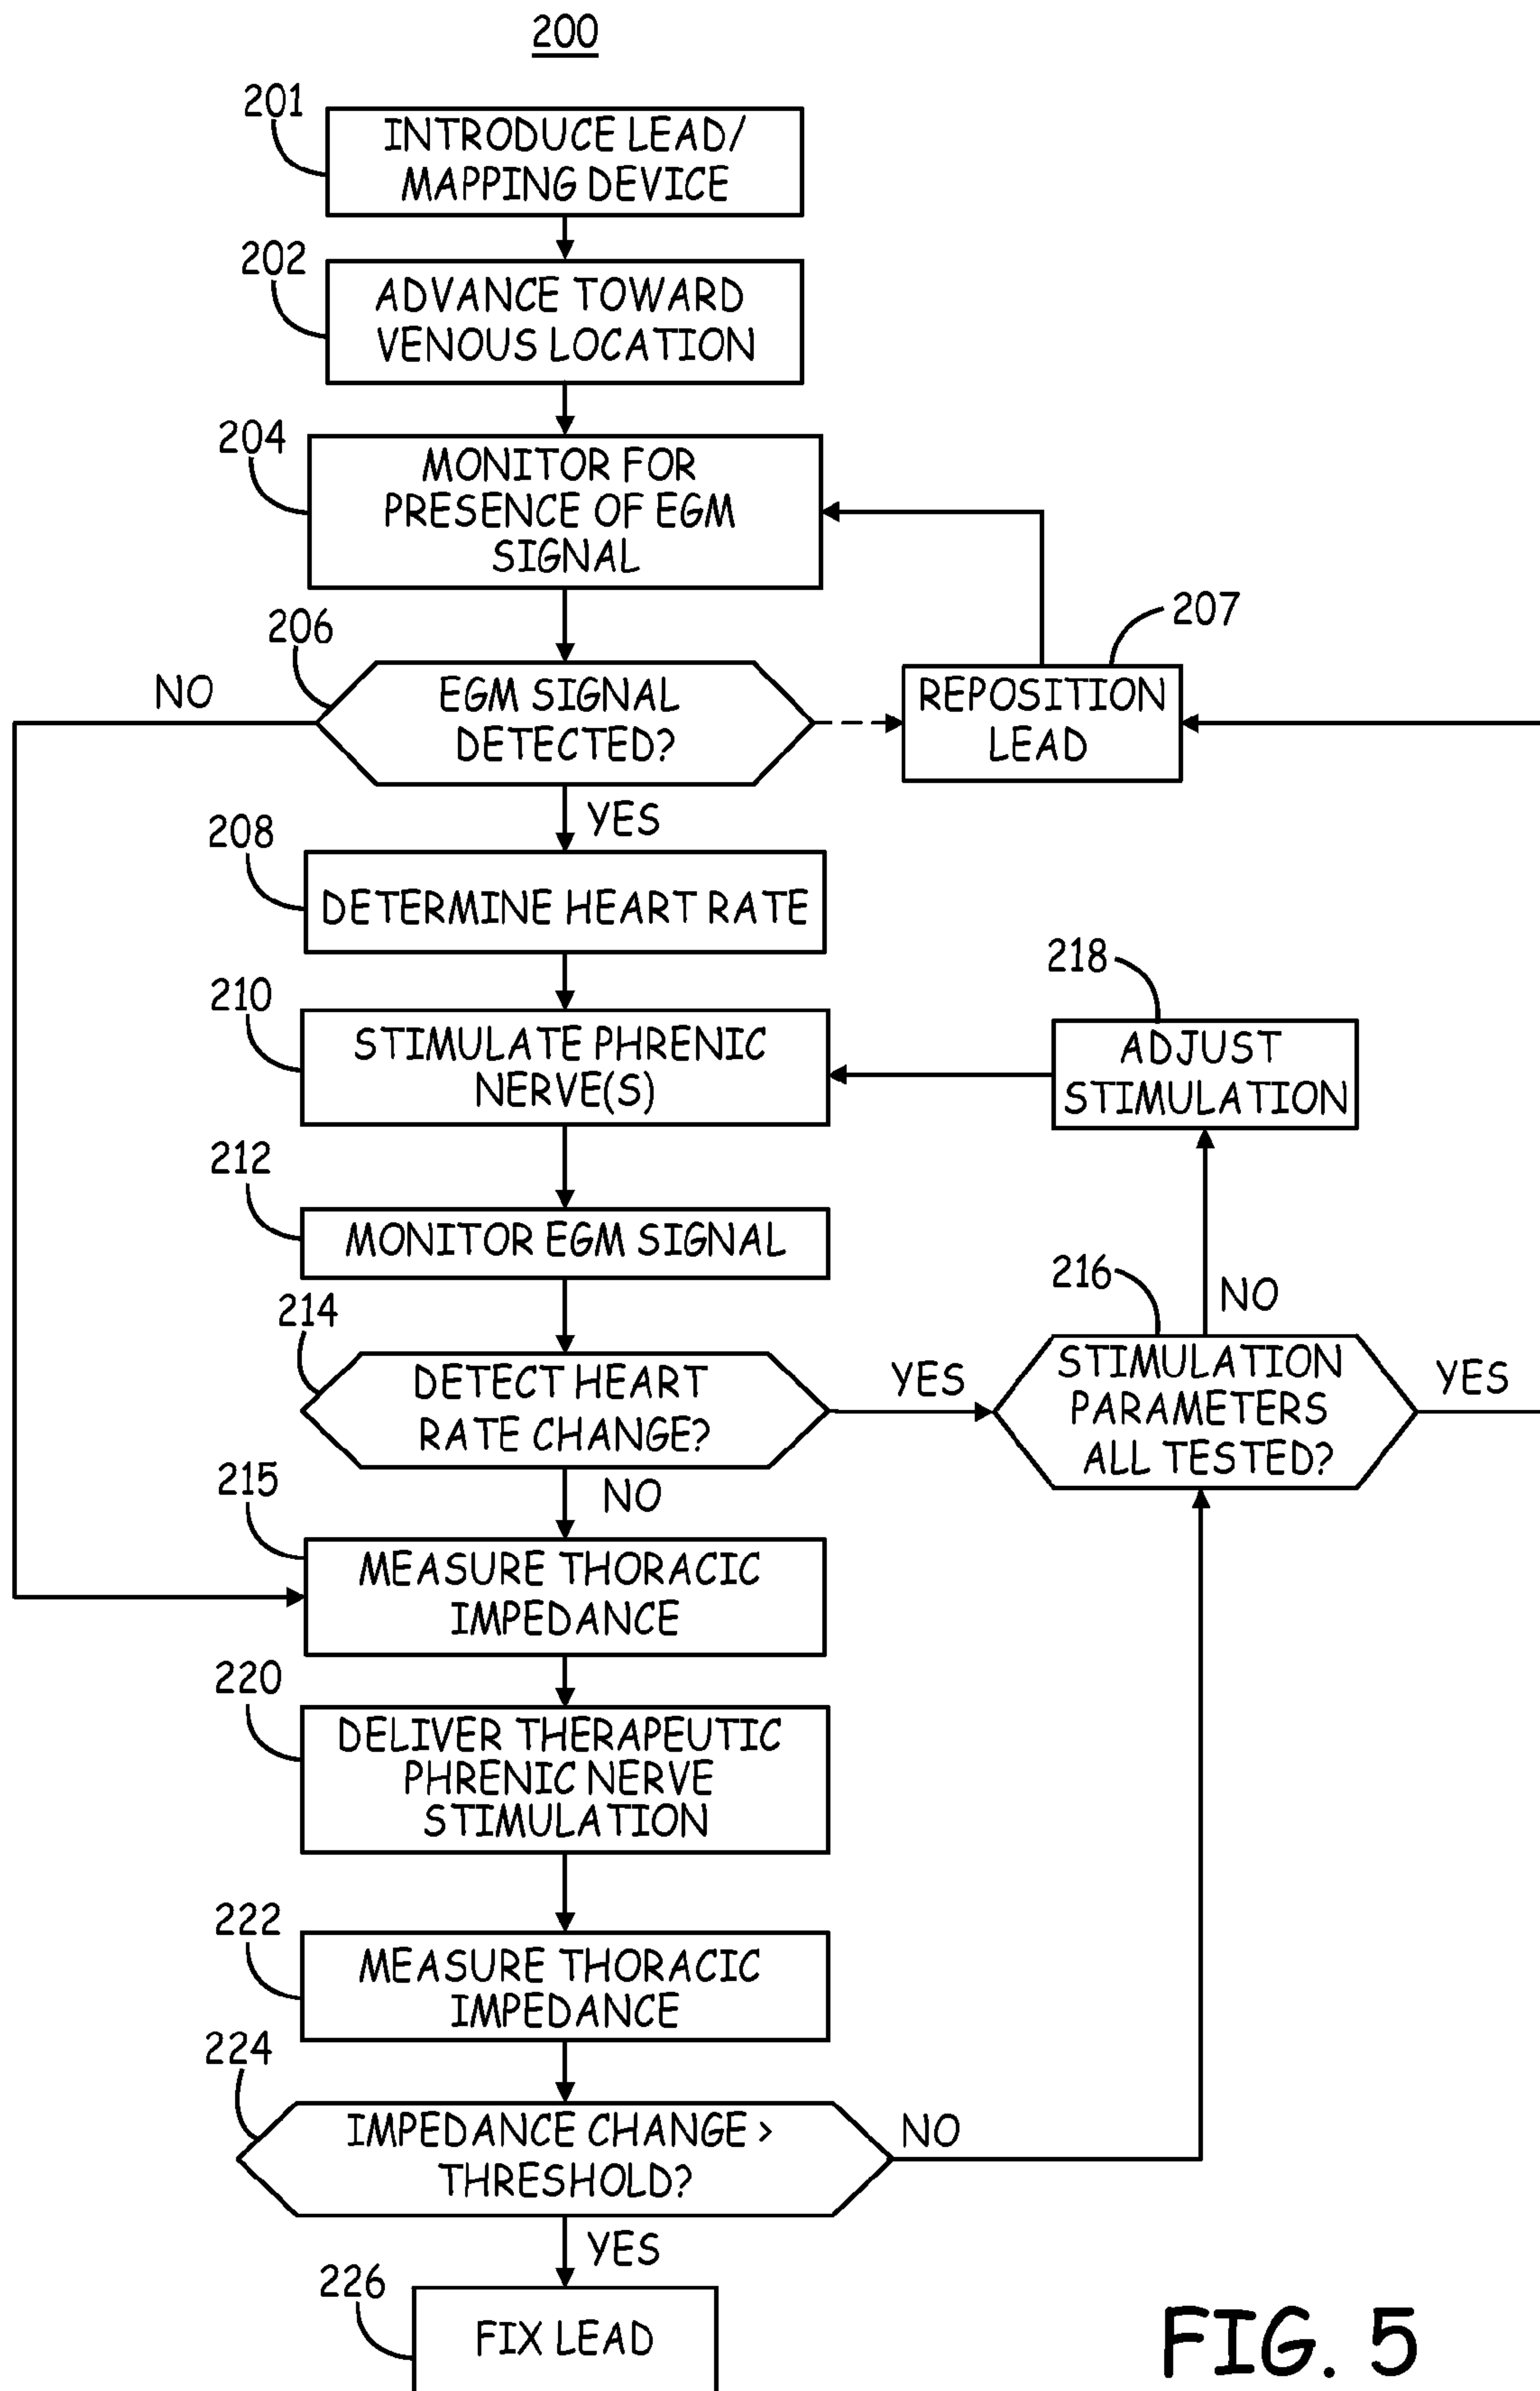 200
201
INTRODUCE LEAD/
MAPPING DEVICE
202
ADVANCE TOWARD
VENOUS LOCATION
204
MONITOR FOR
PRESENCE OF EGM
SIGNAL
206
NO
EGM SIGNAL
DETECTED?
207
REPOSITION
LEAD
YES
208
DETERMINE HEART RATE
210
STIMULATE PHRENIC
NERVE(S)
218
ADJUST
STIMULATION
212
MONITOR EGM SIGNAL
214
DETECT HEART
RATE CHANGE?
YES
216
NO
STIMULATION
PARAMETERS
ALL TESTED?
YES
NO
215
MEASURE THORACIC
IMPEDANCE
220
DELIVER THERAPEUTIC
PHRENIC NERVE
STIMULATION
222
MEASURE THORACIC
IMPEDANCE
224
IMPEDANCE CHANGE >
THRESHOLD?
NO
YES
226
FIX LEAD
FIG. 5